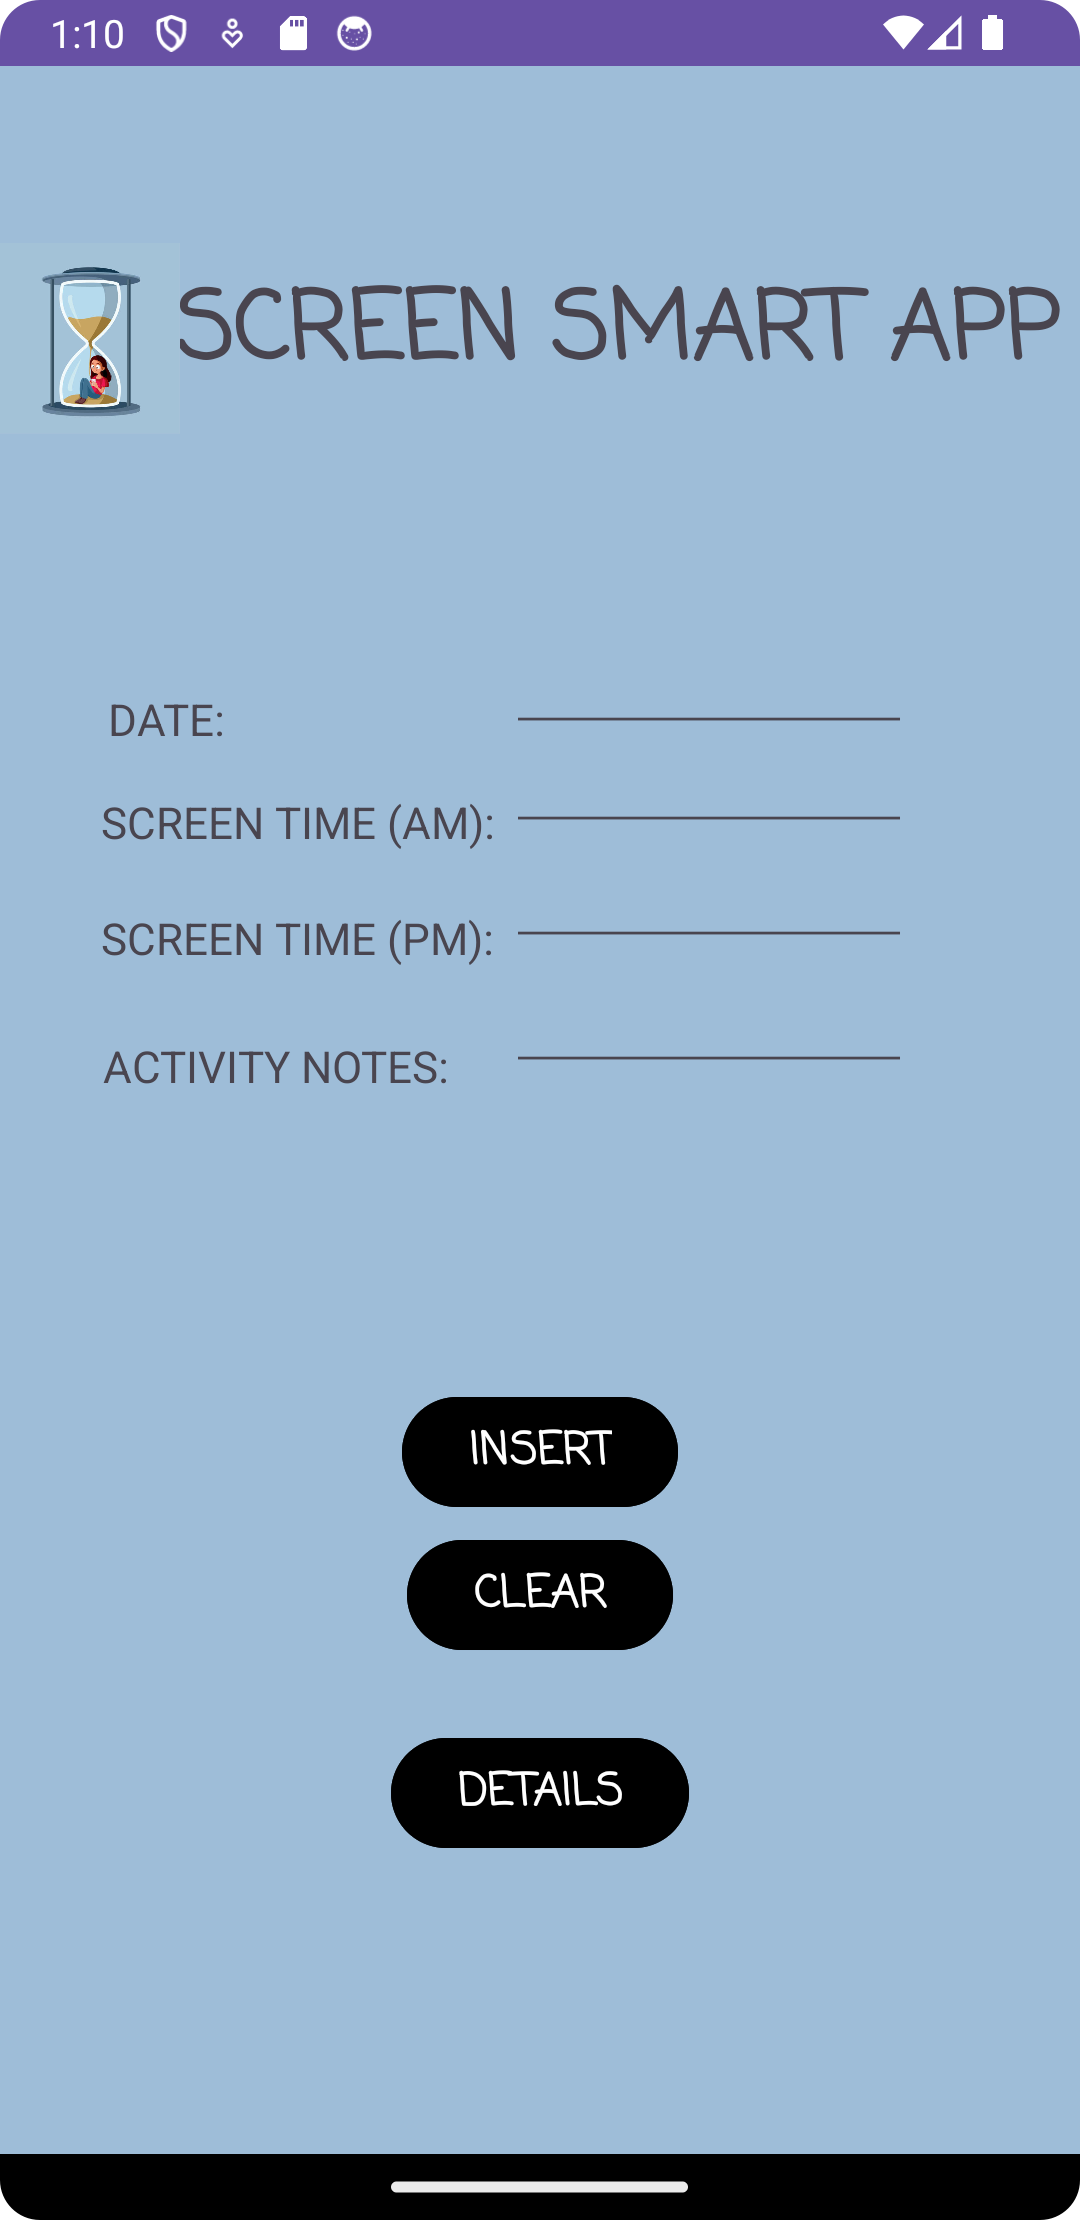 1:10
SCREEN SMART APP
DATE:
SCREEN TIME (AM):
SCREEN TIME (PM):
ACTIVITY NOTES:
INSERT
CLEAR
DETAILS